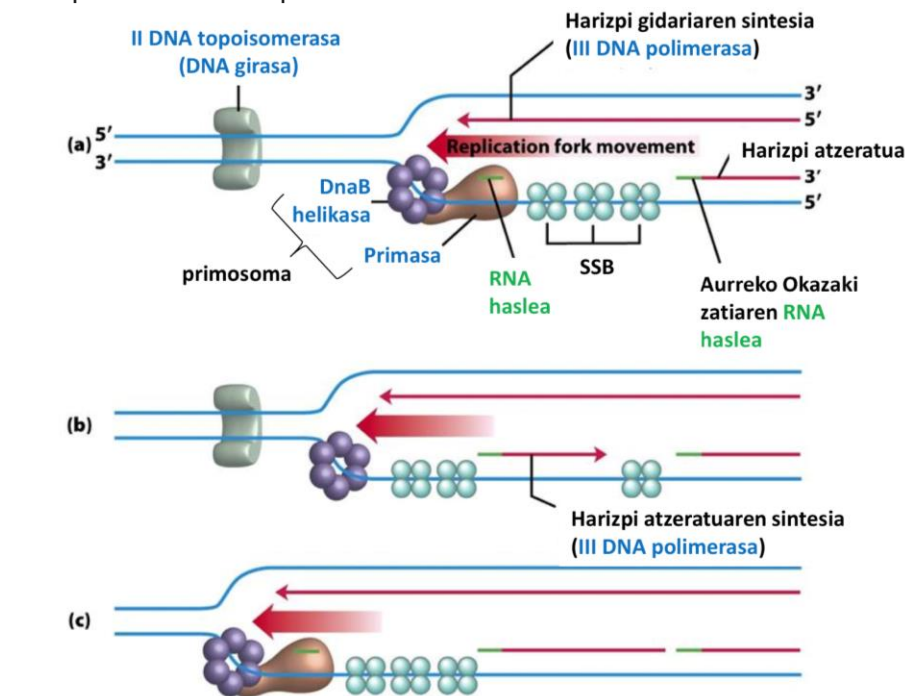 II DNA topoisomerasa
(DNA girasa)
Harizpi gidariaren sintesia
(III DNA polimerasa)
3′
5′
(a) 5′
3′
Replication fork movement
Harizpi atzeratua
3′
5′
DnaB
helikasa
Primasa
primosoma
RNA
haslea
SSB
Aurreko Okazaki
zatiaren RNA
haslea
(b)
Harizpi atzeratuaren sintesia
(III DNA polimerasa)
(c)